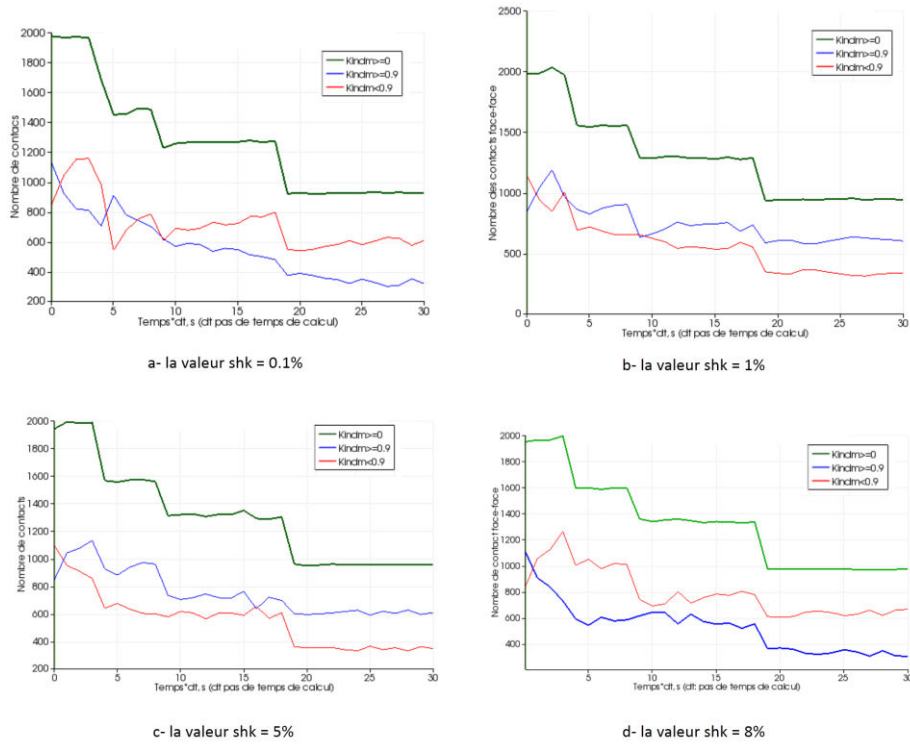 2000
1800
1600
1400
1200
1000
800
600
400
200
Nombre de contacs
Kindm>=0
Kindm>=0.9
Kindm<0.9
0 5 10 15 20 25 30
Temps*dt, s (dt pas de temps de calcul)
a- la valeur shk = 0.1%
2500
2000
1500
1000
500
0
Nombre des contacts face-face
Kindm>=0
Kindm>=0.9
Kindm<0.9
0 5 10 15 20 25 30
Temps*dt, s (dt pas de temps de calcul)
b- la valeur shk = 1%
2000
1800
1600
1400
1200
1000
800
600
400
200
Nombre de contacts
Kindm>=0
Kindm>=0.9
Kindm<0.9
0 5 10 15 20 25 30
Temps*dt, s (dt pas de temps de calcul)
c- la valeur shk = 5%
2000
1800
1600
1400
1200
1000
800
600
400
Nombre de contact face-face
Kindm>=0
Kindm>=0.9
Kindm<0.9
0 5 10 15 20 25 30
Temps*dt, s (dt: pas de temps de calcul)
d- la valeur shk = 8%